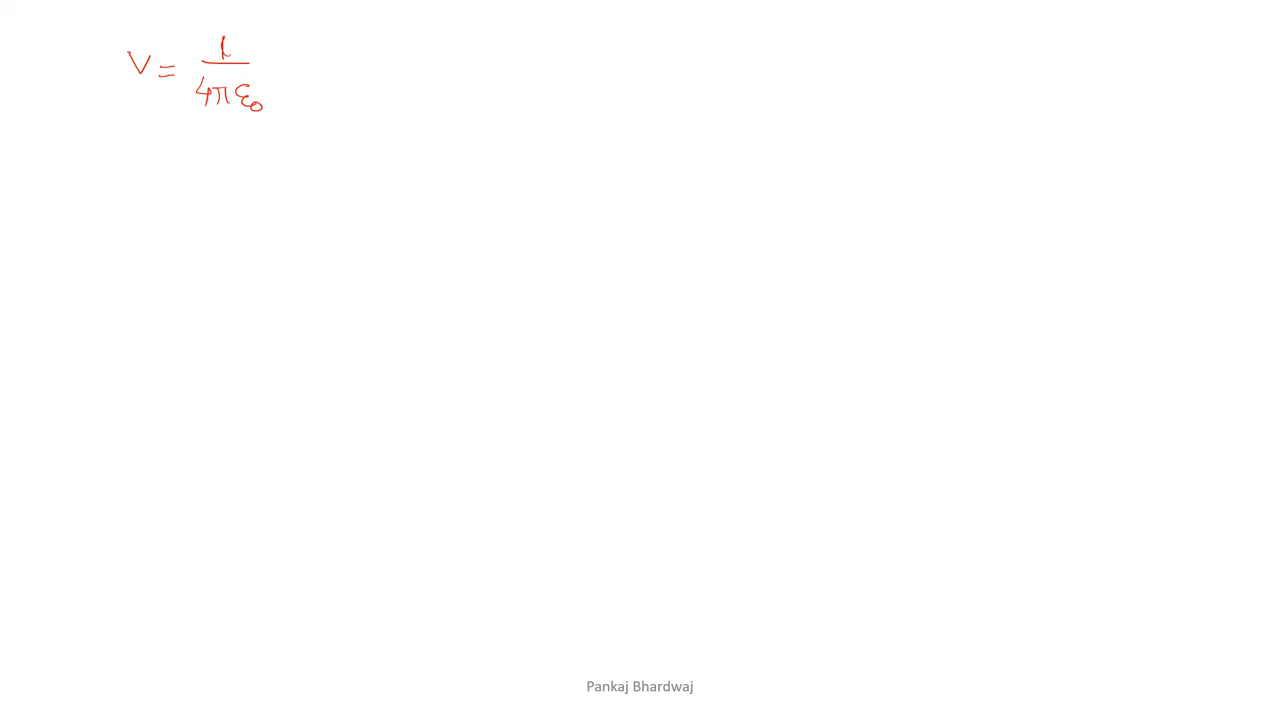 V = 1/4πε₀
Pankaj Bhardwaj